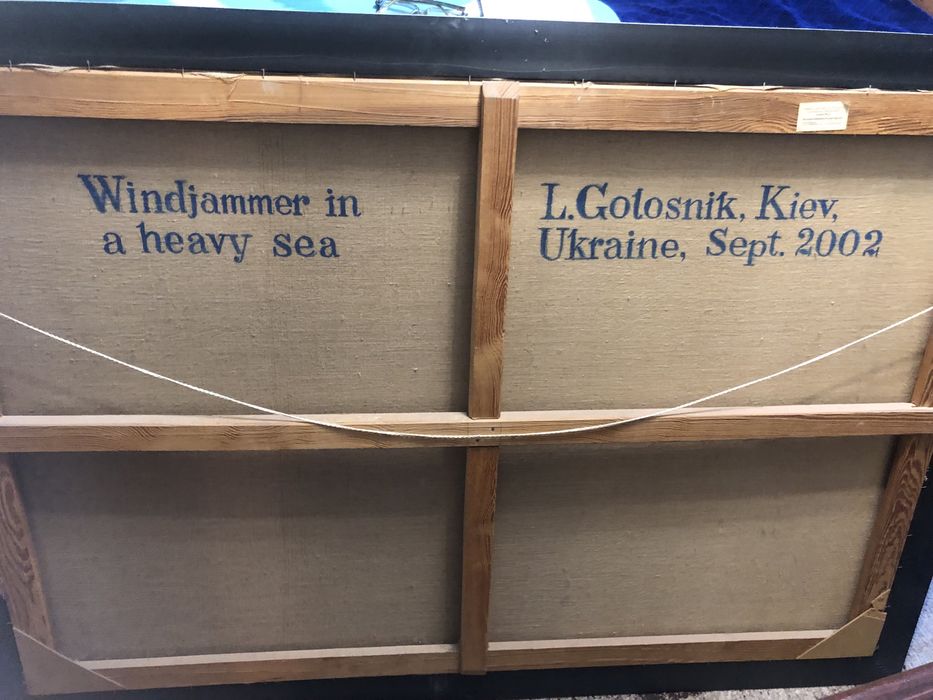 Windjammer in
a heavy sea
L.Golosnik, Kiev,
Ukraine, Sept. 2002